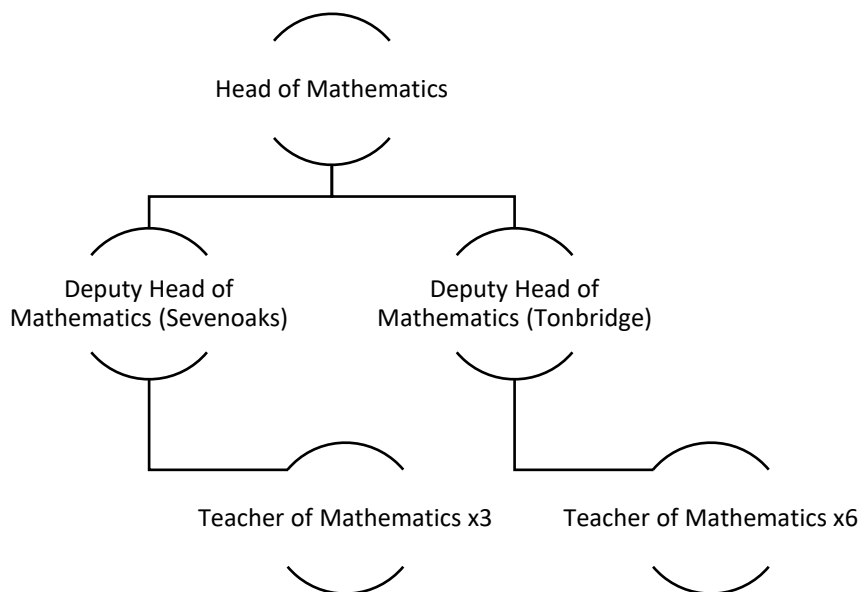 Head of Mathematics
Deputy Head of
Mathematics (Sevenoaks)
Deputy Head of
Mathematics (Tonbridge)
Teacher of Mathematics x3
Teacher of Mathematics x6